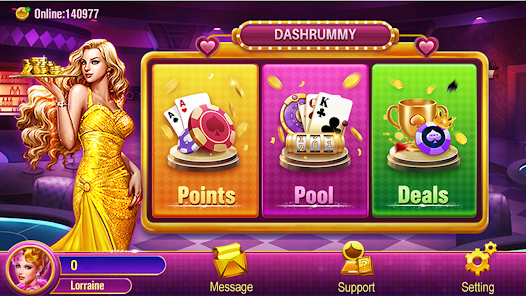 Online:140977
DASHRUMMY
Points
Pool
Deals
0
Lorraine
Message
Support
Setting